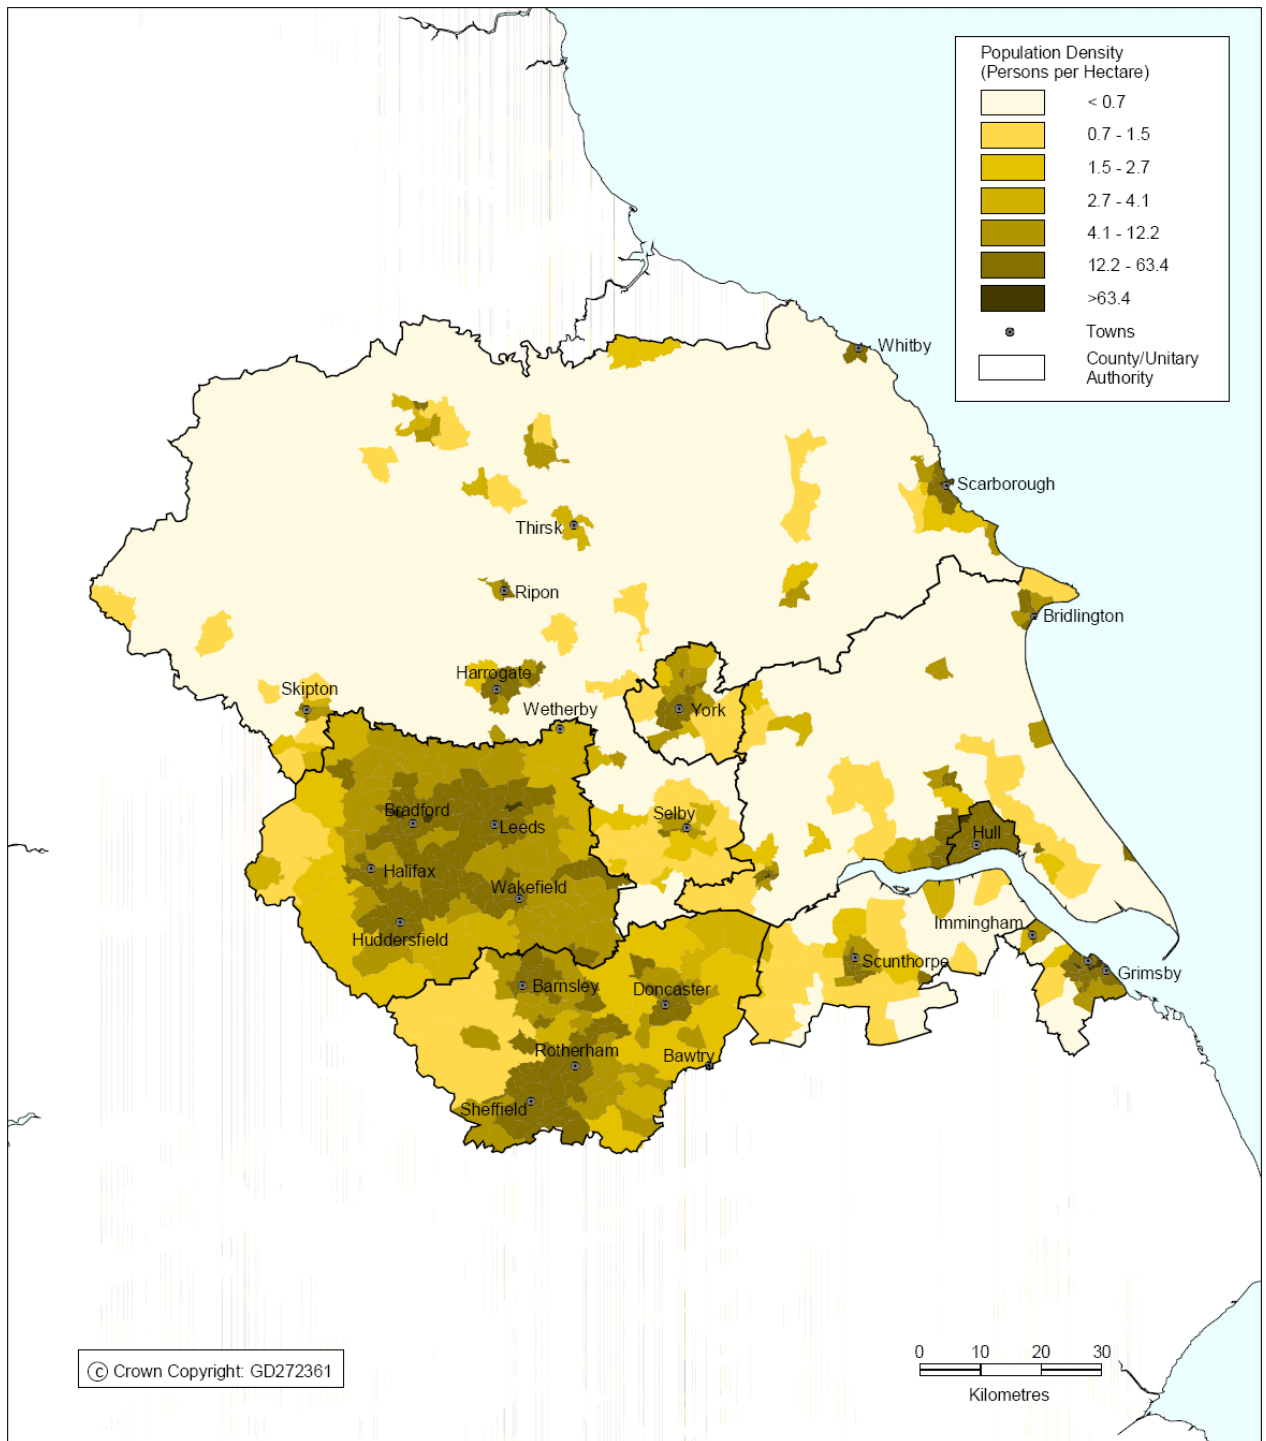 Population Density
(Persons per Hectare)
< 0.7
0.7 - 1.5
1.5 - 2.7
2.7 - 4.1
4.1 - 12.2
12.2 - 63.4
>63.4
Towns
County/Unitary
Authority
Whitby
Scarborough
Thirsk
Ripon
Bridlington
Harrogate
Skipton
Wetherby
York
Bradford
Leeds
Selby
Hull
Halifax
Wakefield
Huddersfield
Immingham
Scunthorpe
Grimsby
Barnsley
Doncaster
Rotherham
Bawtry
Sheffield
0 10 20 30
Kilometres
© Crown Copyright: GD272361